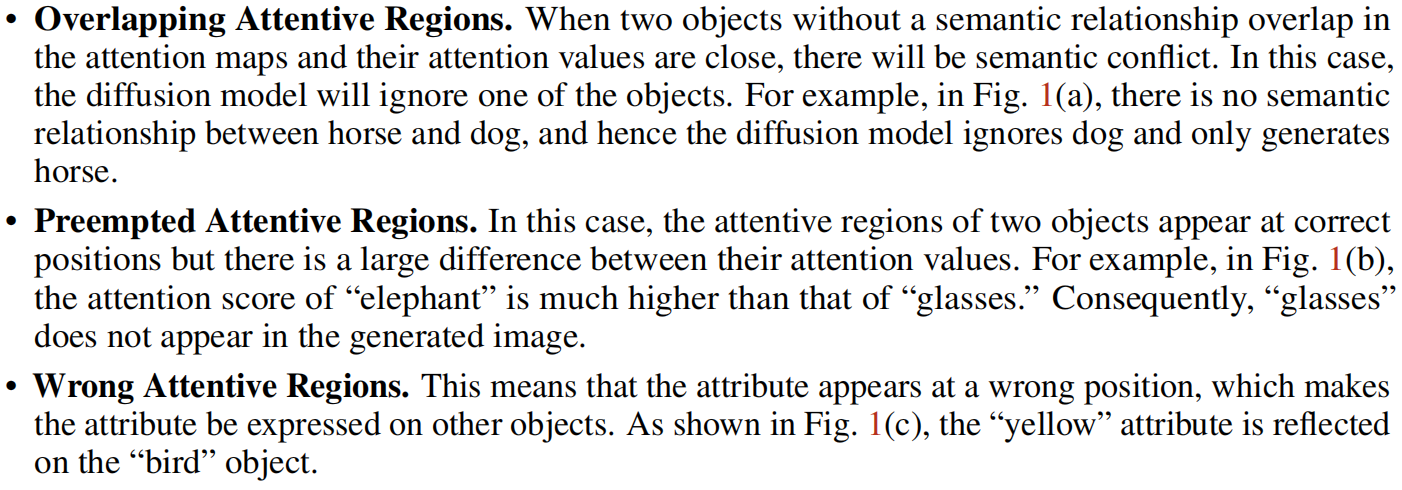 • Overlapping Attentive Regions. When two objects without a semantic relationship overlap in
the attention maps and their attention values are close, there will be semantic conflict. In this case,
the diffusion model will ignore one of the objects. For example, in Fig. 1(a), there is no semantic
relationship between horse and dog, and hence the diffusion model ignores dog and only generates
horse.
• Preempted Attentive Regions. In this case, the attentive regions of two objects appear at correct
positions but there is a large difference between their attention values. For example, in Fig. 1(b),
the attention score of “elephant” is much higher than that of “glasses.” Consequently, “glasses”
does not appear in the generated image.
• Wrong Attentive Regions. This means that the attribute appears at a wrong position, which makes
the attribute be expressed on other objects. As shown in Fig. 1(c), the “yellow” attribute is reflected
on the “bird” object.